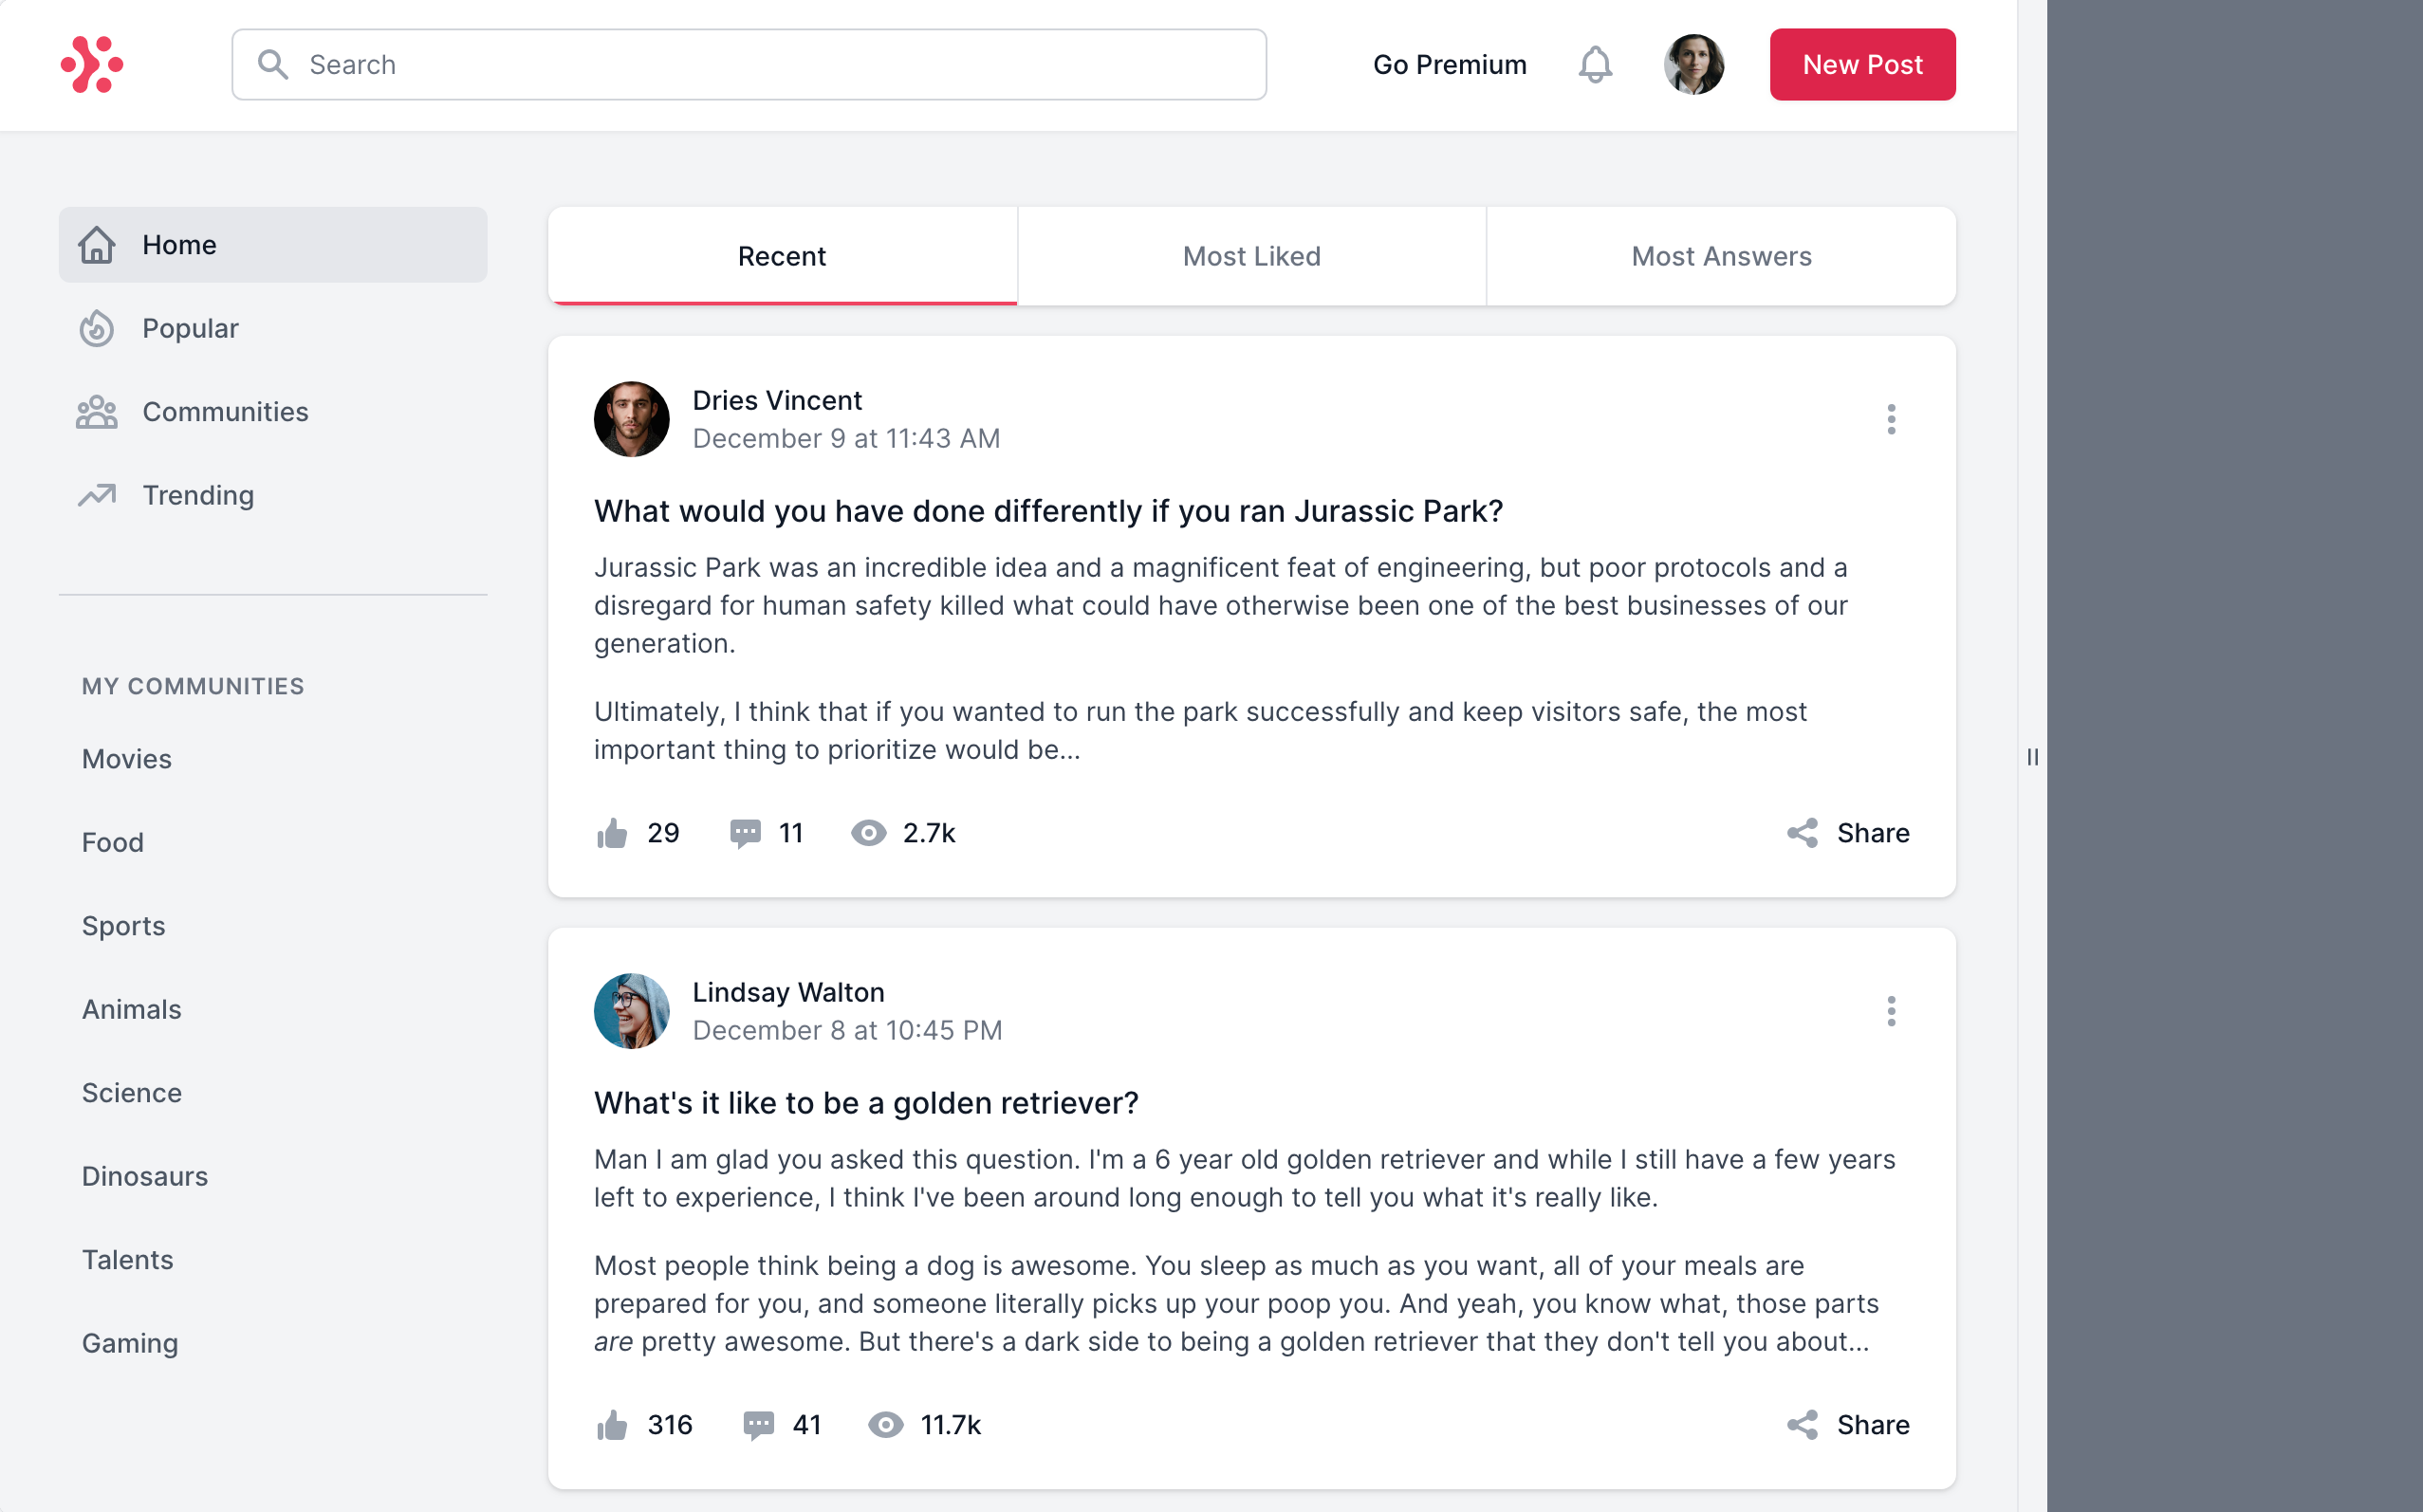 Search
Go Premium
New Post
Home
Popular
Communities
Trending
MY COMMUNITIES
Movies
Food
Sports
Animals
Science
Dinosaurs
Talents
Gaming
Recent
Most Liked
Most Answers
Dries Vincent
December 9 at 11:43 AM
What would you have done differently if you ran Jurassic Park?
Jurassic Park was an incredible idea and a magnificent feat of engineering, but poor protocols and a
disregard for human safety killed what could have otherwise been one of the best businesses of our
generation.
Ultimately, I think that if you wanted to run the park successfully and keep visitors safe, the most
important thing to prioritize would be...
29
11
2.7k
Share
Lindsay Walton
December 8 at 10:45 PM
What's it like to be a golden retriever?
Man I am glad you asked this question. I'm a 6 year old golden retriever and while I still have a few years
left to experience, I think I've been around long enough to tell you what it's really like.
Most people think being a dog is awesome. You sleep as much as you want, all of your meals are
prepared for you, and someone literally picks up your poop you. And yeah, you know what, those parts
are pretty awesome. But there's a dark side to being a golden retriever that they don't tell you about...
316
41
11.7k
Share